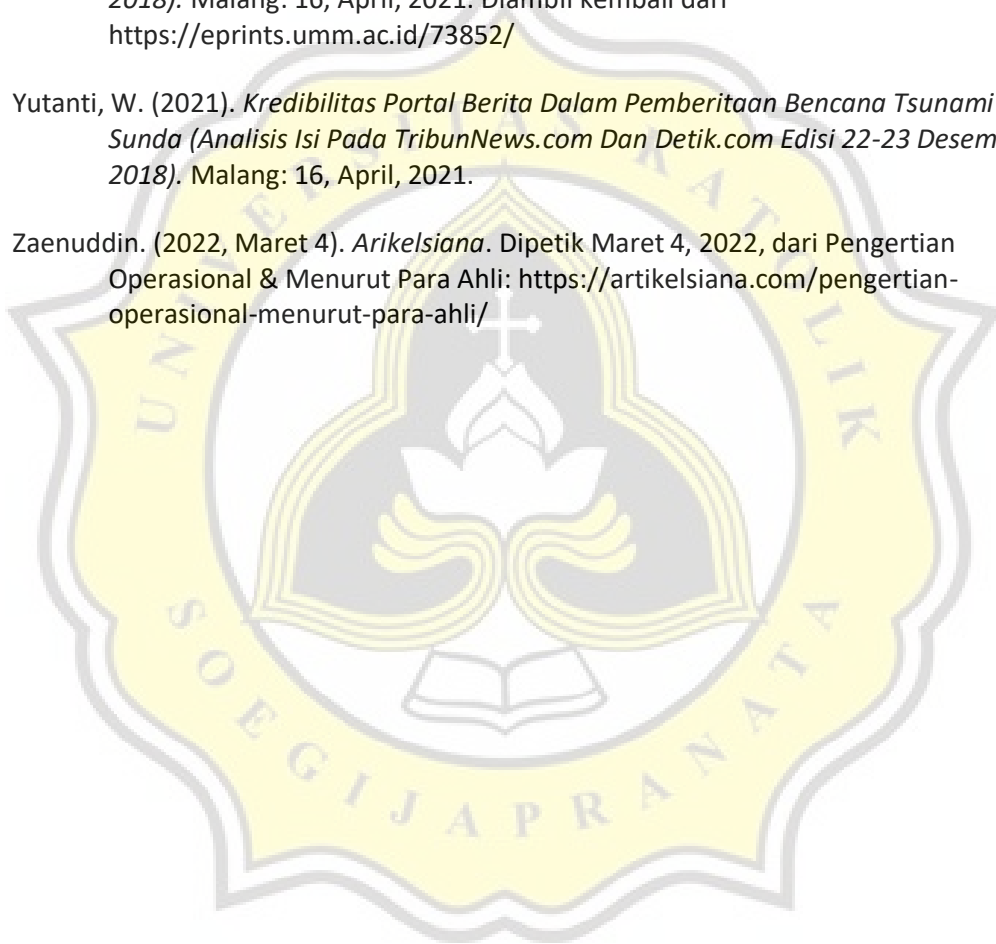 2018). Malang: 16, April, 2021. Diambil kembali dari
https://eprints.umm.ac.id/73852/
Yutanti, W. (2021). Kredibilitas Portal Berita Dalam Pemberitaan Bencana Tsunami
Sunda (Analisis Isi Pada TribunNews.com Dan Detik.com Edisi 22-23 Desem
2018). Malang: 16, April, 2021.
Zaenuddin. (2022, Maret 4). Arikelsiana. Dipetik Maret 4, 2022, dari Pengertian
Operasional & Menurut Para Ahli: https://artikelsiana.com/pengertian-
operasional-menurut-para-ahli/
UNIVERSITAS KATOLIK
SOEGIJAPRANATA